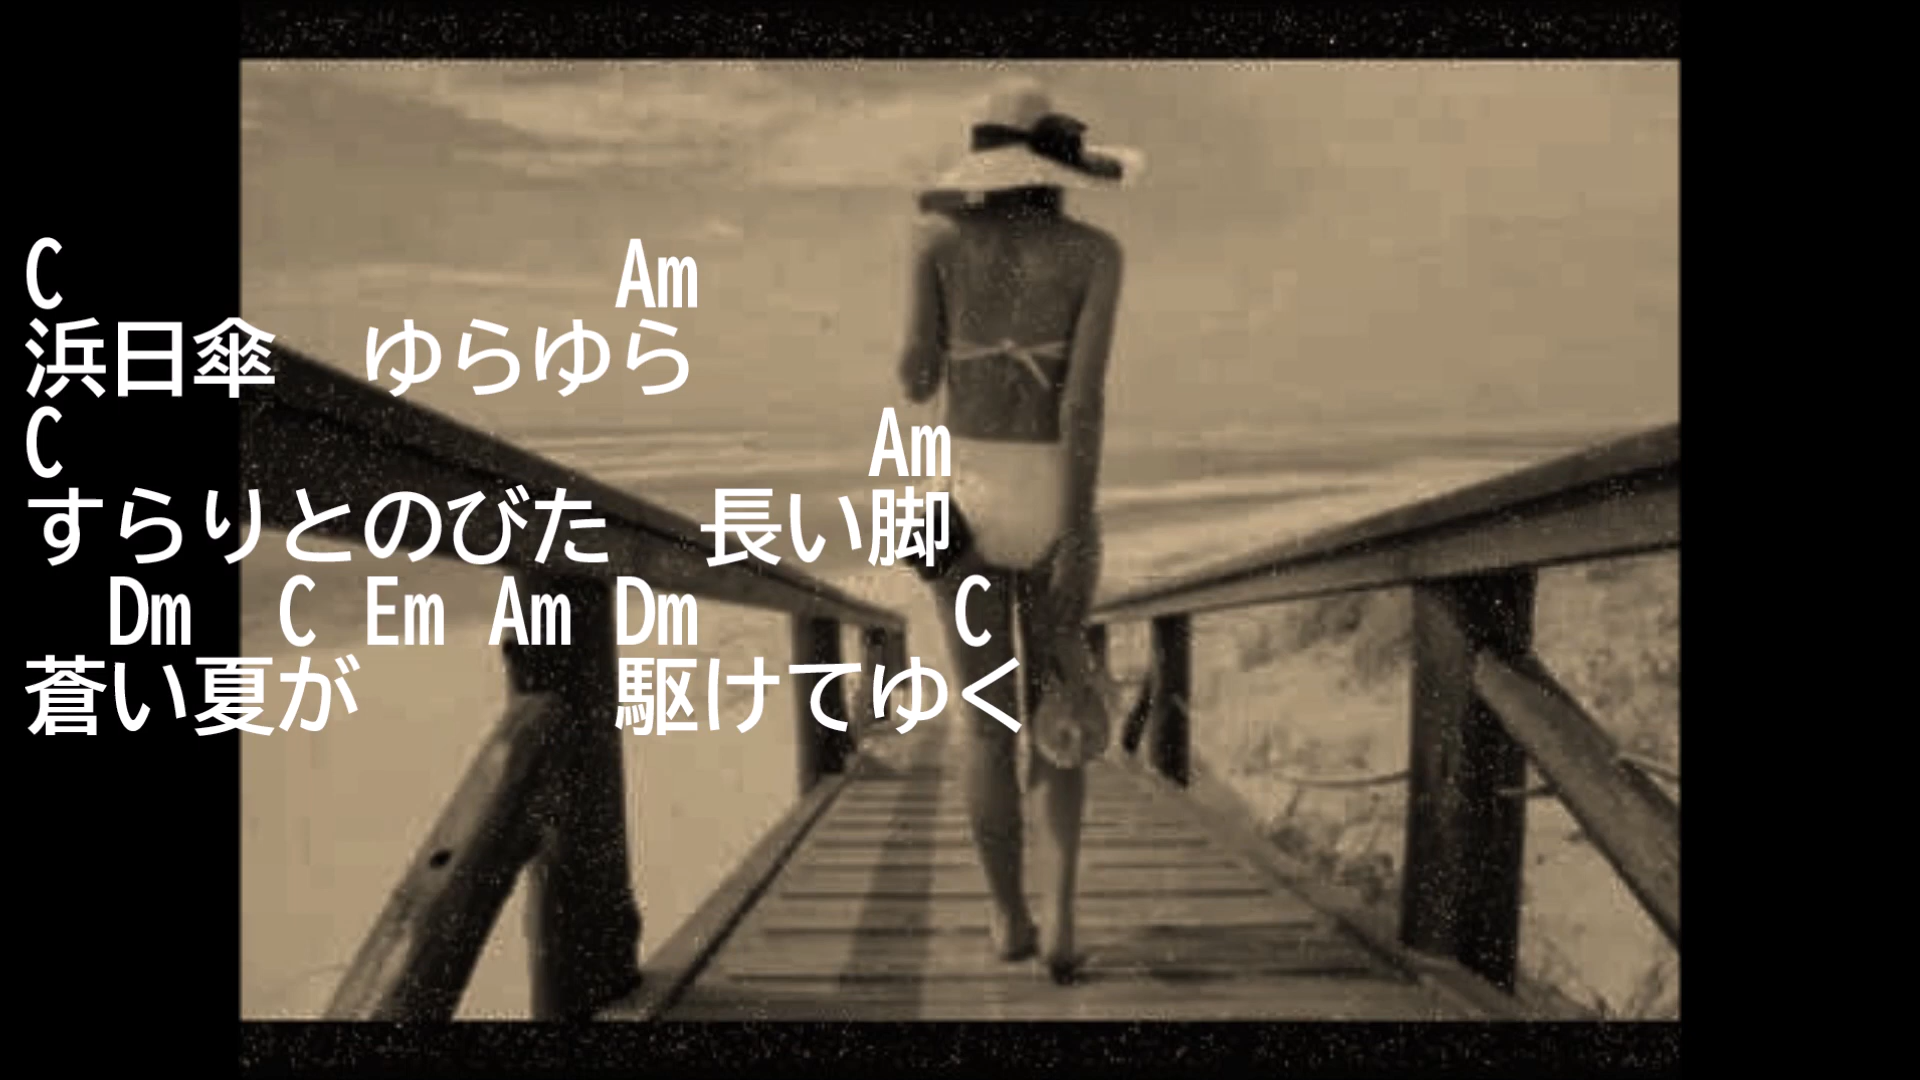 C Am
浜日傘　ゆらゆら
C Am
すらりとのびた　長い脚
Dm C Em Am Dm C
蒼い夏が　　　駆けてゆく